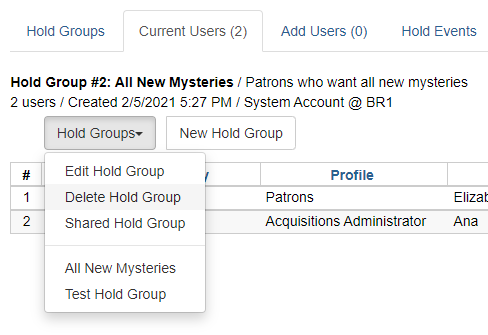 Hold Groups Current Users (2) Add Users (0) Hold Events
Hold Group #2: All New Mysteries / Patrons who want all new mysteries
2 users / Created 2/5/2021 5:27 PM / System Account @ BR1
Hold Groups New Hold Group
Edit Hold Group
Delete Hold Group
Shared Hold Group
All New Mysteries
Test Hold Group
# Profile
1 Patrons
2 Acquisitions Administrator Ana